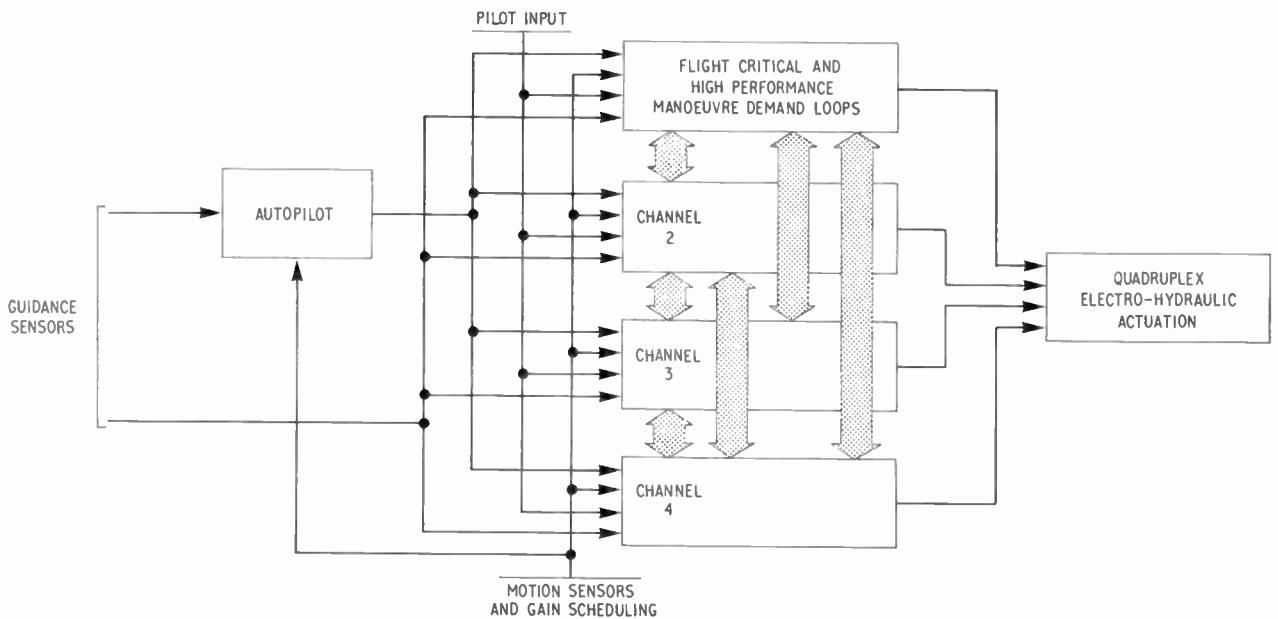 PILOT INPUT
FLIGHT CRITICAL AND
HIGH PERFORMANCE
MANOEUVRE DEMAND LOOPS
AUTOPILOT
CHANNEL
2
GUIDANCE
SENSORS
QUADRUPLEX
ELECTRO-HYDRAULIC
ACTUATION
CHANNEL
3
CHANNEL
4
MOTION SENSORS
AND GAIN SCHEDULING